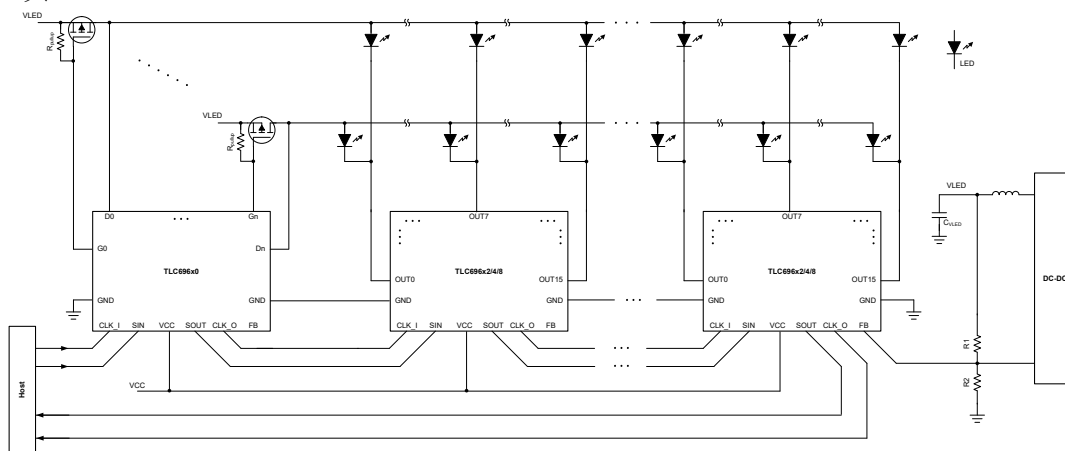 VLED
Rpullup
LED
VLED
Rpullup
VLED
CVLED
D0 ... Gn
G0
Dn
TLC696x0
GND
GND
CLK_I SIN VCC SOUT CLK_O FB
OUT7
TLC696x2/4/8
OUT0
OUT15
GND
GND
CLK_I SIN VCC SOUT CLK_O FB
OUT7
TLC696x2/4/8
OUT0
OUT15
GND
GND
CLK_I SIN VCC SOUT CLK_O FB
DC-DC
R1
R2
Host
VCC